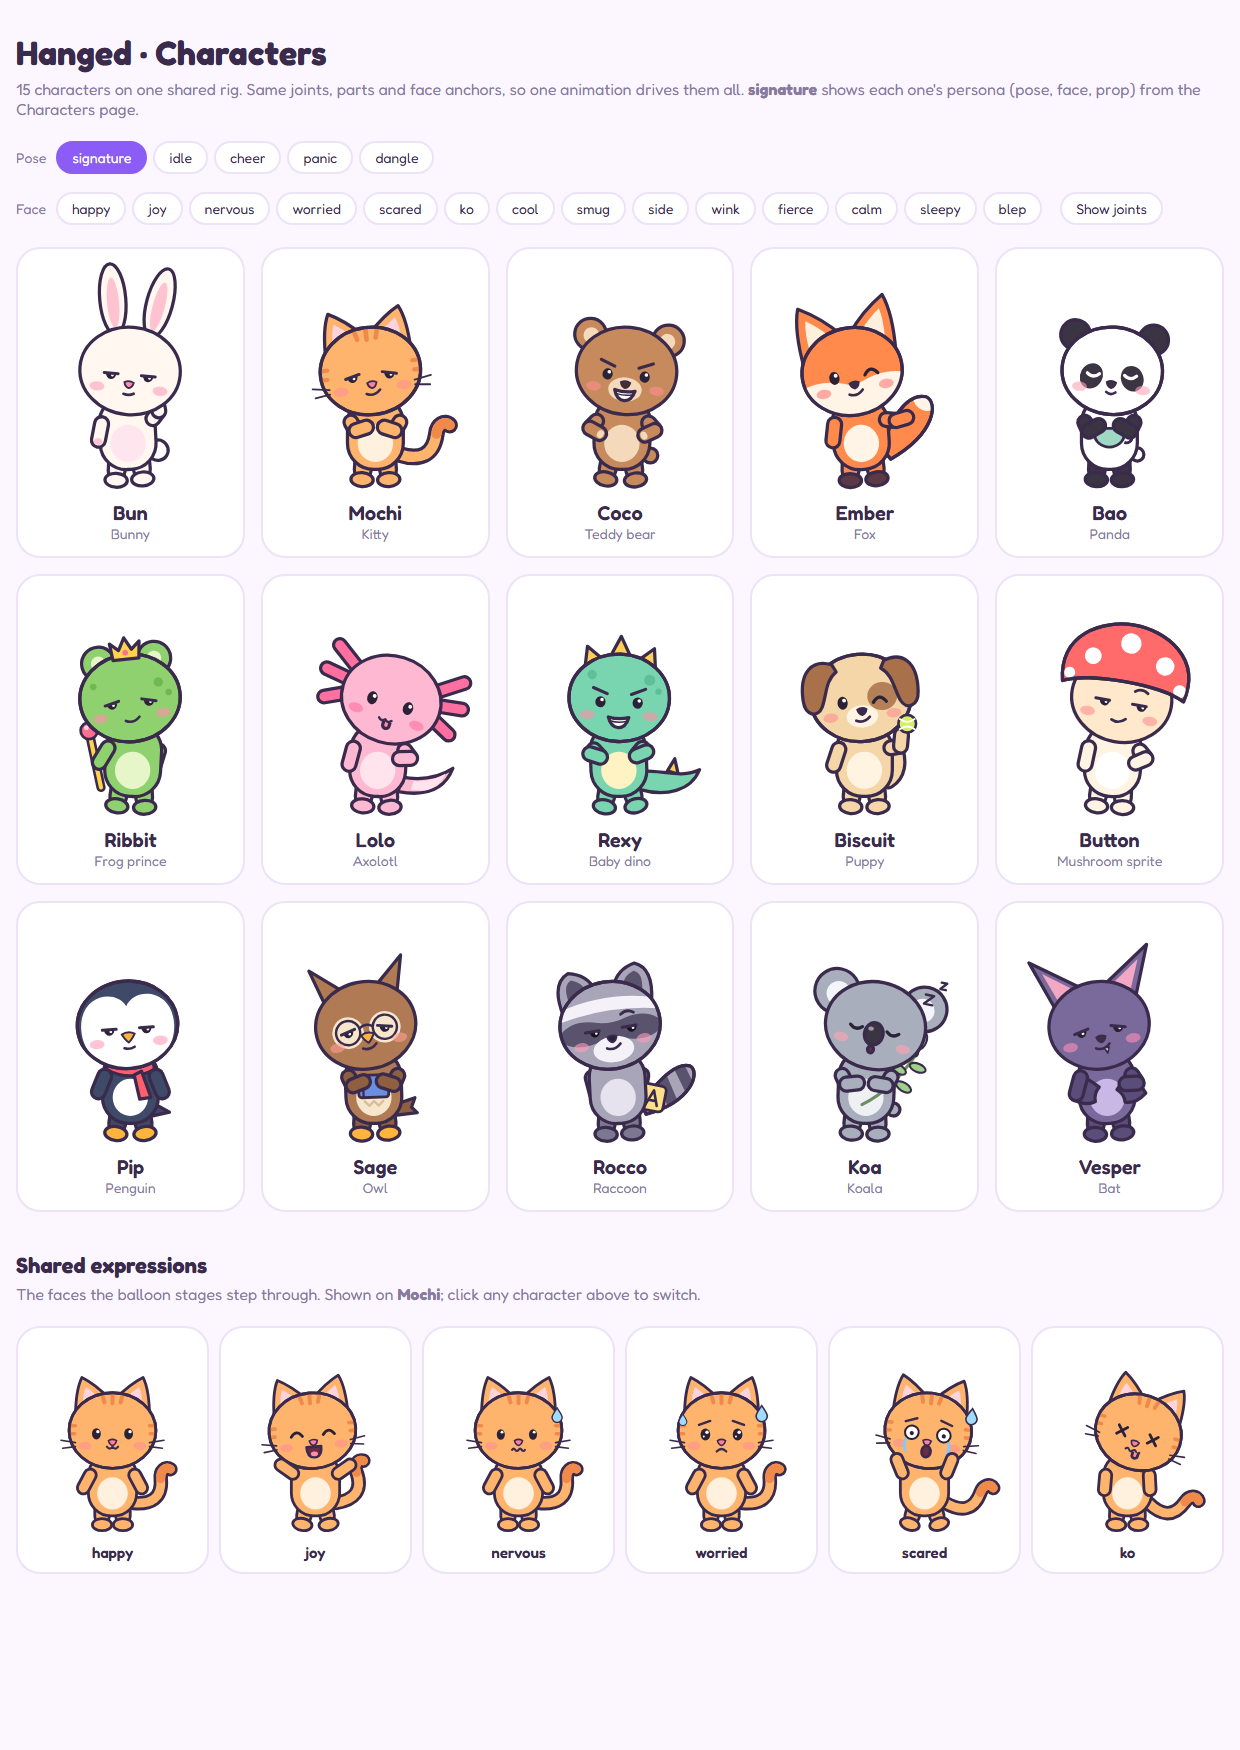 Hanged · Characters
15 characters on one shared rig. Same joints, parts and face anchors, so one animation drives them all. signature shows each one's persona (pose, face, prop) from the
Characters page.
Pose signature idle cheer panic dangle
Face happy joy nervous worried scared ko cool smug side wink fierce calm sleepy blep Show joints
Bun Mochi Coco Ember Bao
Bunny Kitty Teddy bear Fox Panda
Ribbit Lolo Rexy Biscuit Button
Frog prince Axolotl Baby dino Puppy Mushroom sprite
z
Z
A
Pip Sage Rocco Koa Vesper
Penguin Owl Raccoon Koala Bat
Shared expressions
The faces the balloon stages step through. Shown on Mochi; click any character above to switch.
happy joy nervous worried scared ko